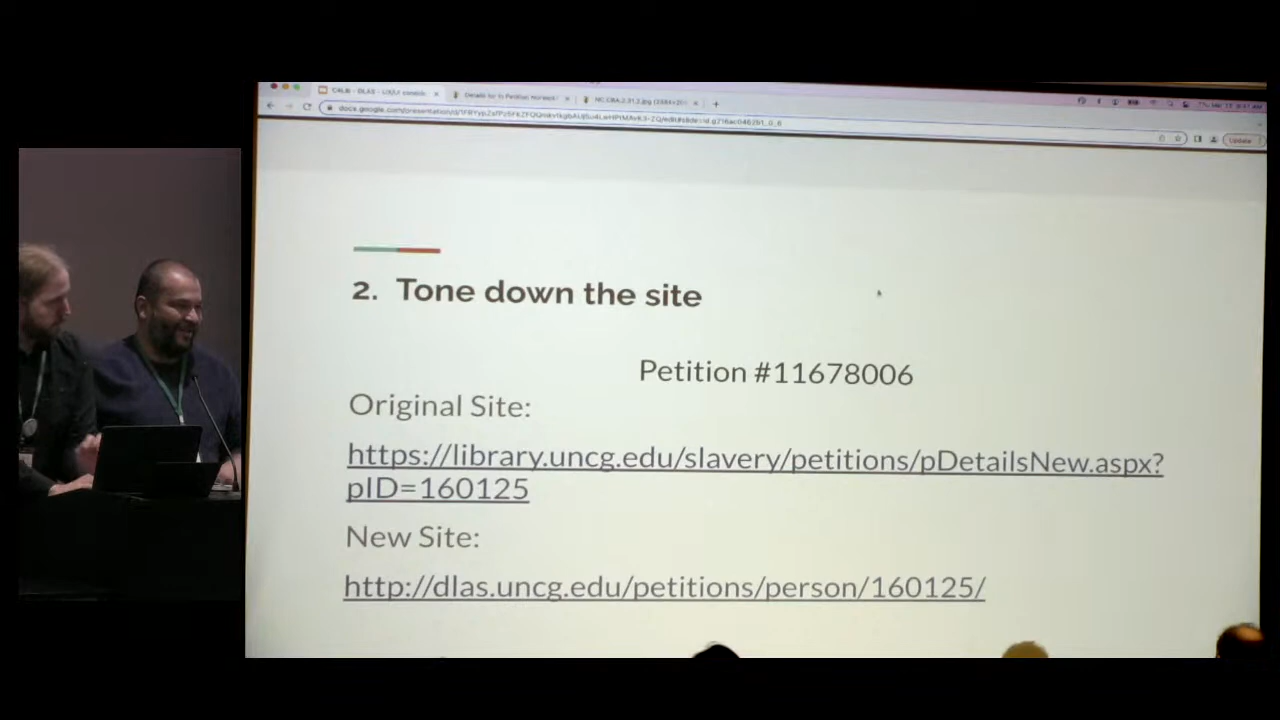 2. Tone down the site
Petition #11678006
Original Site:
https://library.uncg.edu/slavery/petitions/pDetailsNew.aspx?
pID=160125
New Site:
http://dlas.uncg.edu/petitions/person/160125/
Update